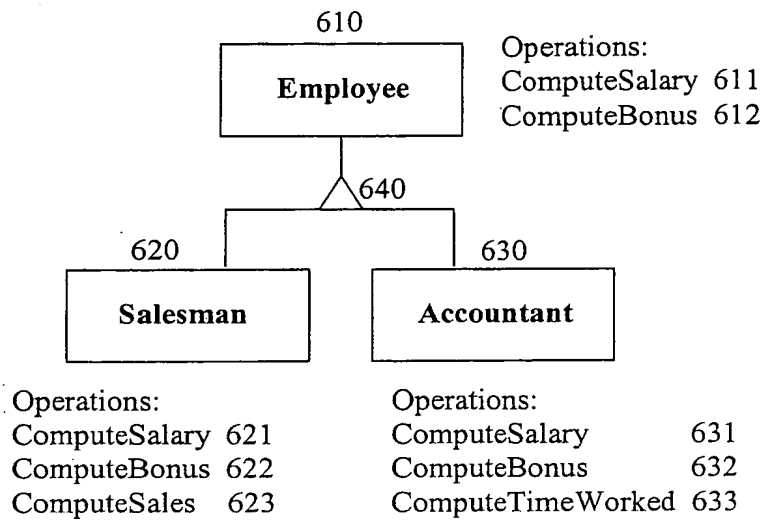 610
Employee
Operations:
ComputeSalary 611
ComputeBonus 612
640
620
Salesman
630
Accountant
Operations:
ComputeSalary 621
ComputeBonus 622
ComputeSales 623
Operations:
ComputeSalary 631
ComputeBonus 632
ComputeTimeWorked 633